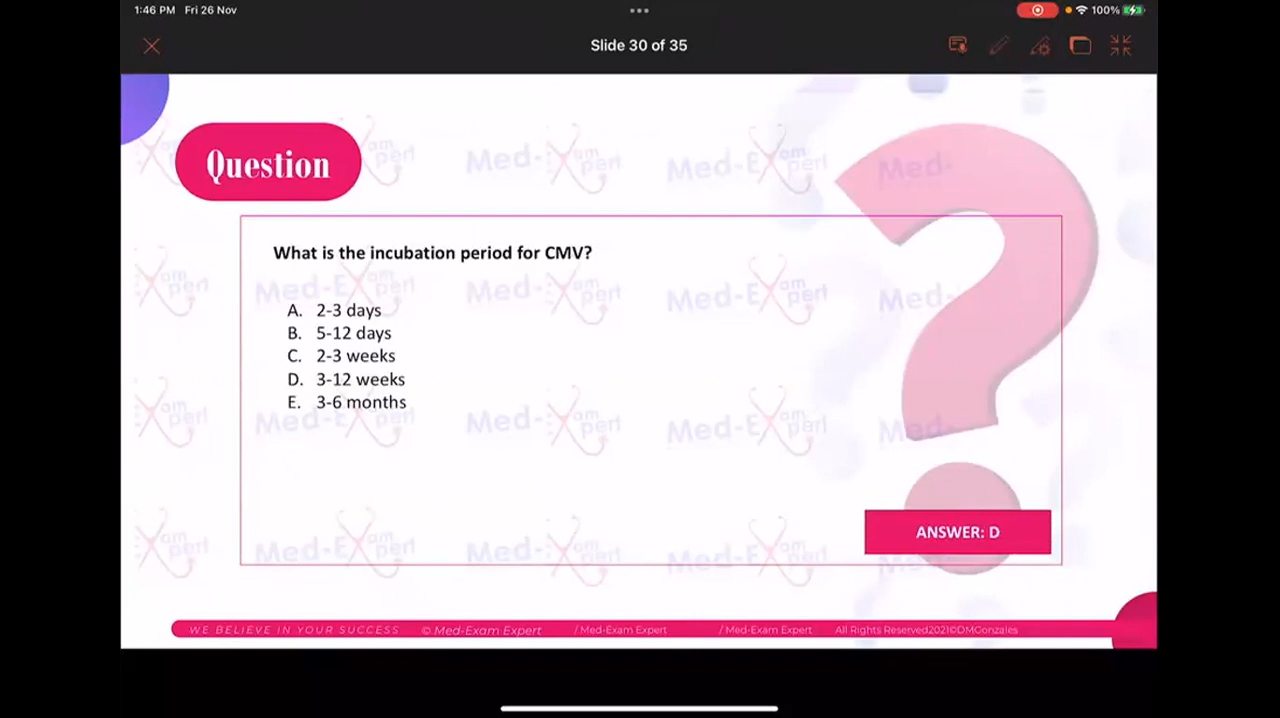 1:46 PM Fri 26 Nov
100%
Slide 30 of 35
Question
What is the incubation period for CMV?
A. 2-3 days
B. 5-12 days
C. 2-3 weeks
D. 3-12 weeks
E. 3-6 months
ANSWER: D
WE BELIEVE IN YOUR SUCCESS © Med-Exam Expert / Med-Exam Expert / Med-Exam Expert All Rights Reserved2021©DMGonzales